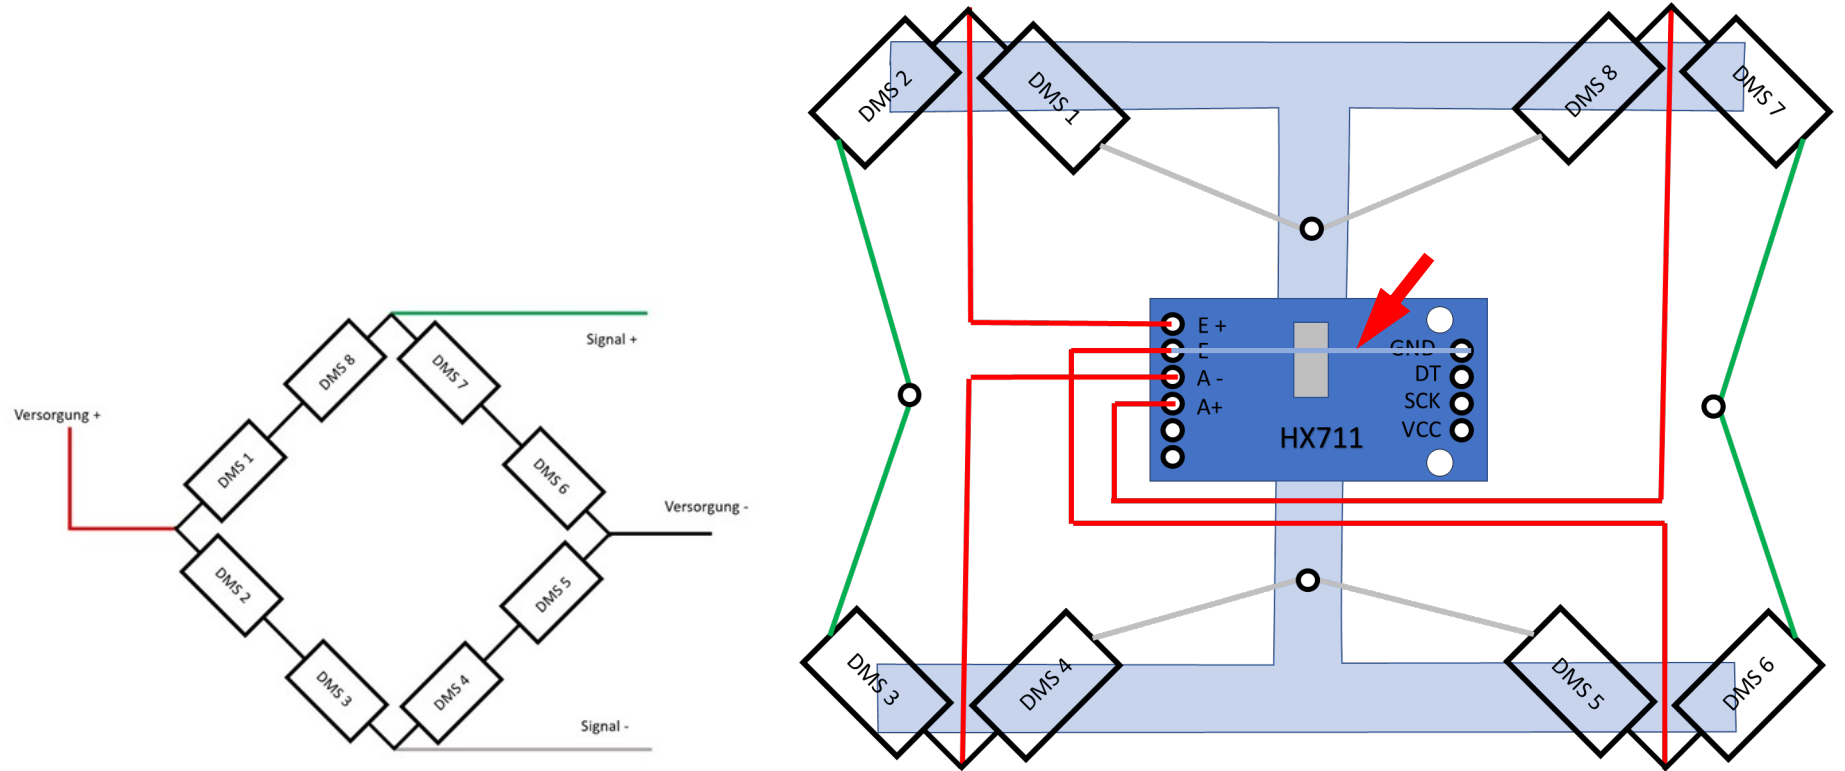 Versorgung +
Signal +
Versorgung -
Signal -
DMS 8
DMS 7
DMS 1
DMS 6
DMS 2
DMS 5
DMS 3
DMS 4
DMS 2
DMS 1
DMS 8
DMS 7
E +
E
A -
A+
GND
DT
SCK
VCC
HX711
DMS 3
DMS 4
DMS 5
DMS 6